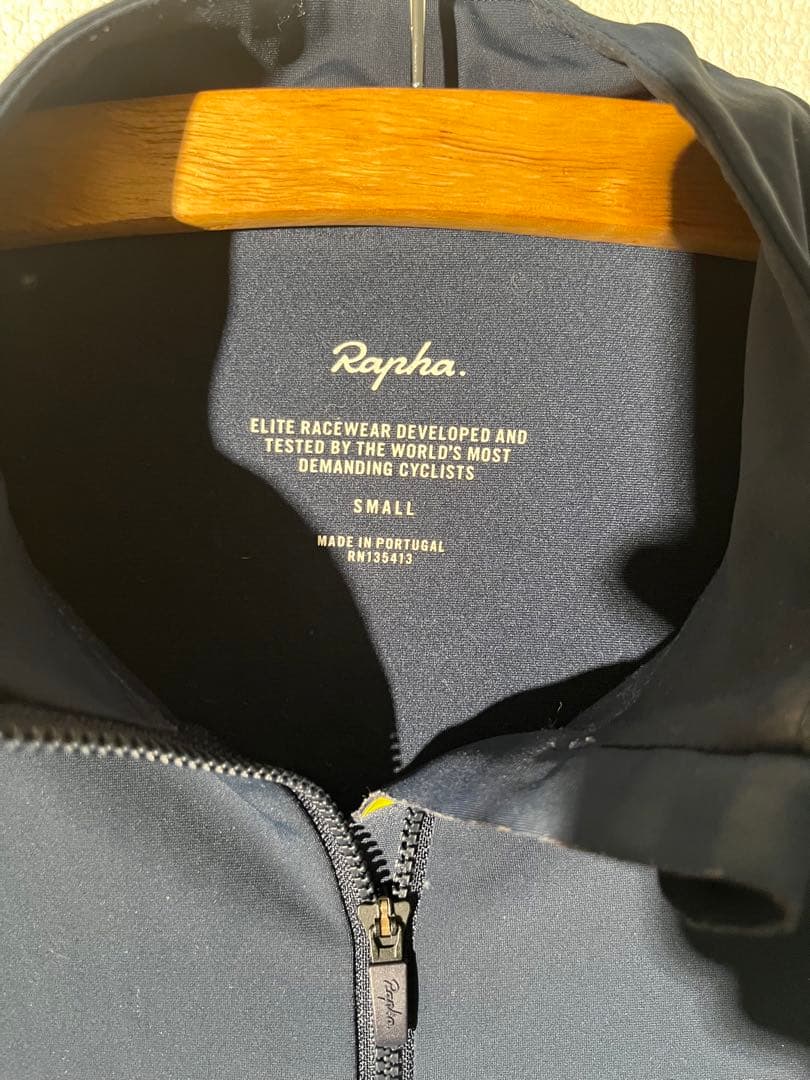 Rapha.
ELITE RACEWEAR DEVELOPED AND
TESTED BY THE WORLD'S MOST
DEMANDING CYCLISTS
SMALL
MADE IN PORTUGAL
RN135413
Rapha.